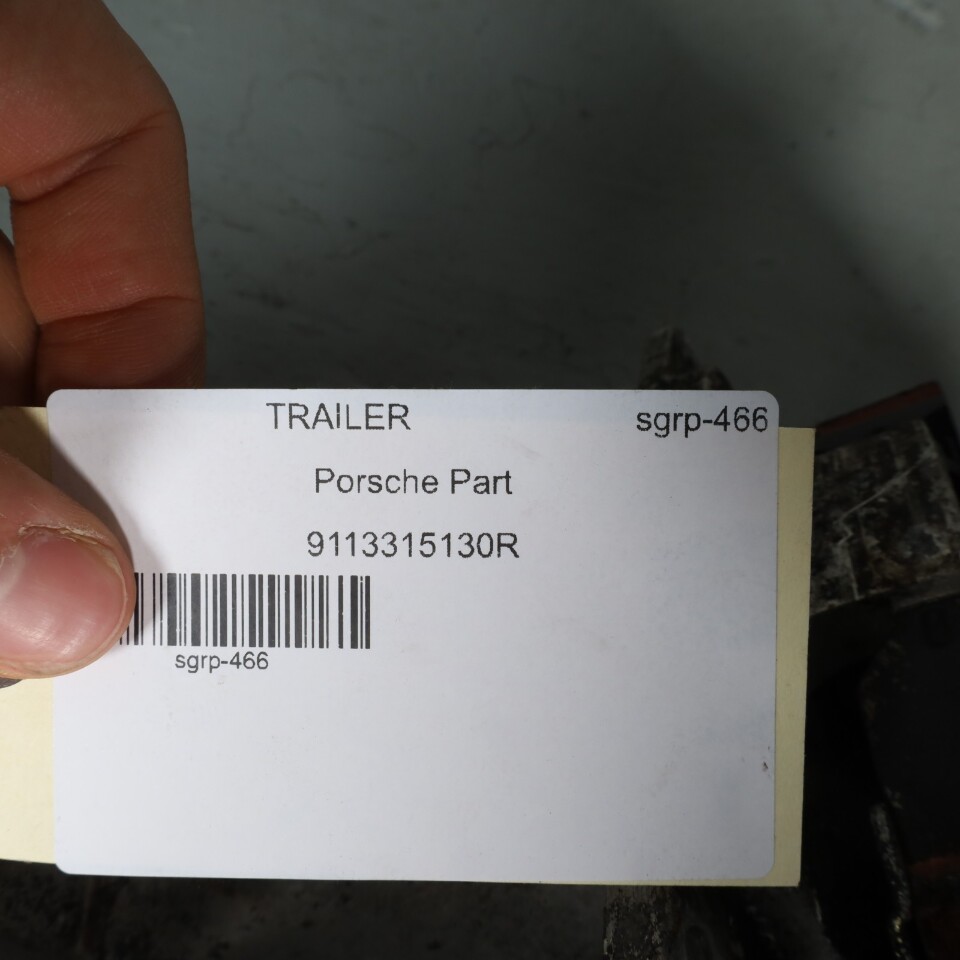 TRAILER sgrp-466
Porsche Part
9113315130R
sgrp-466